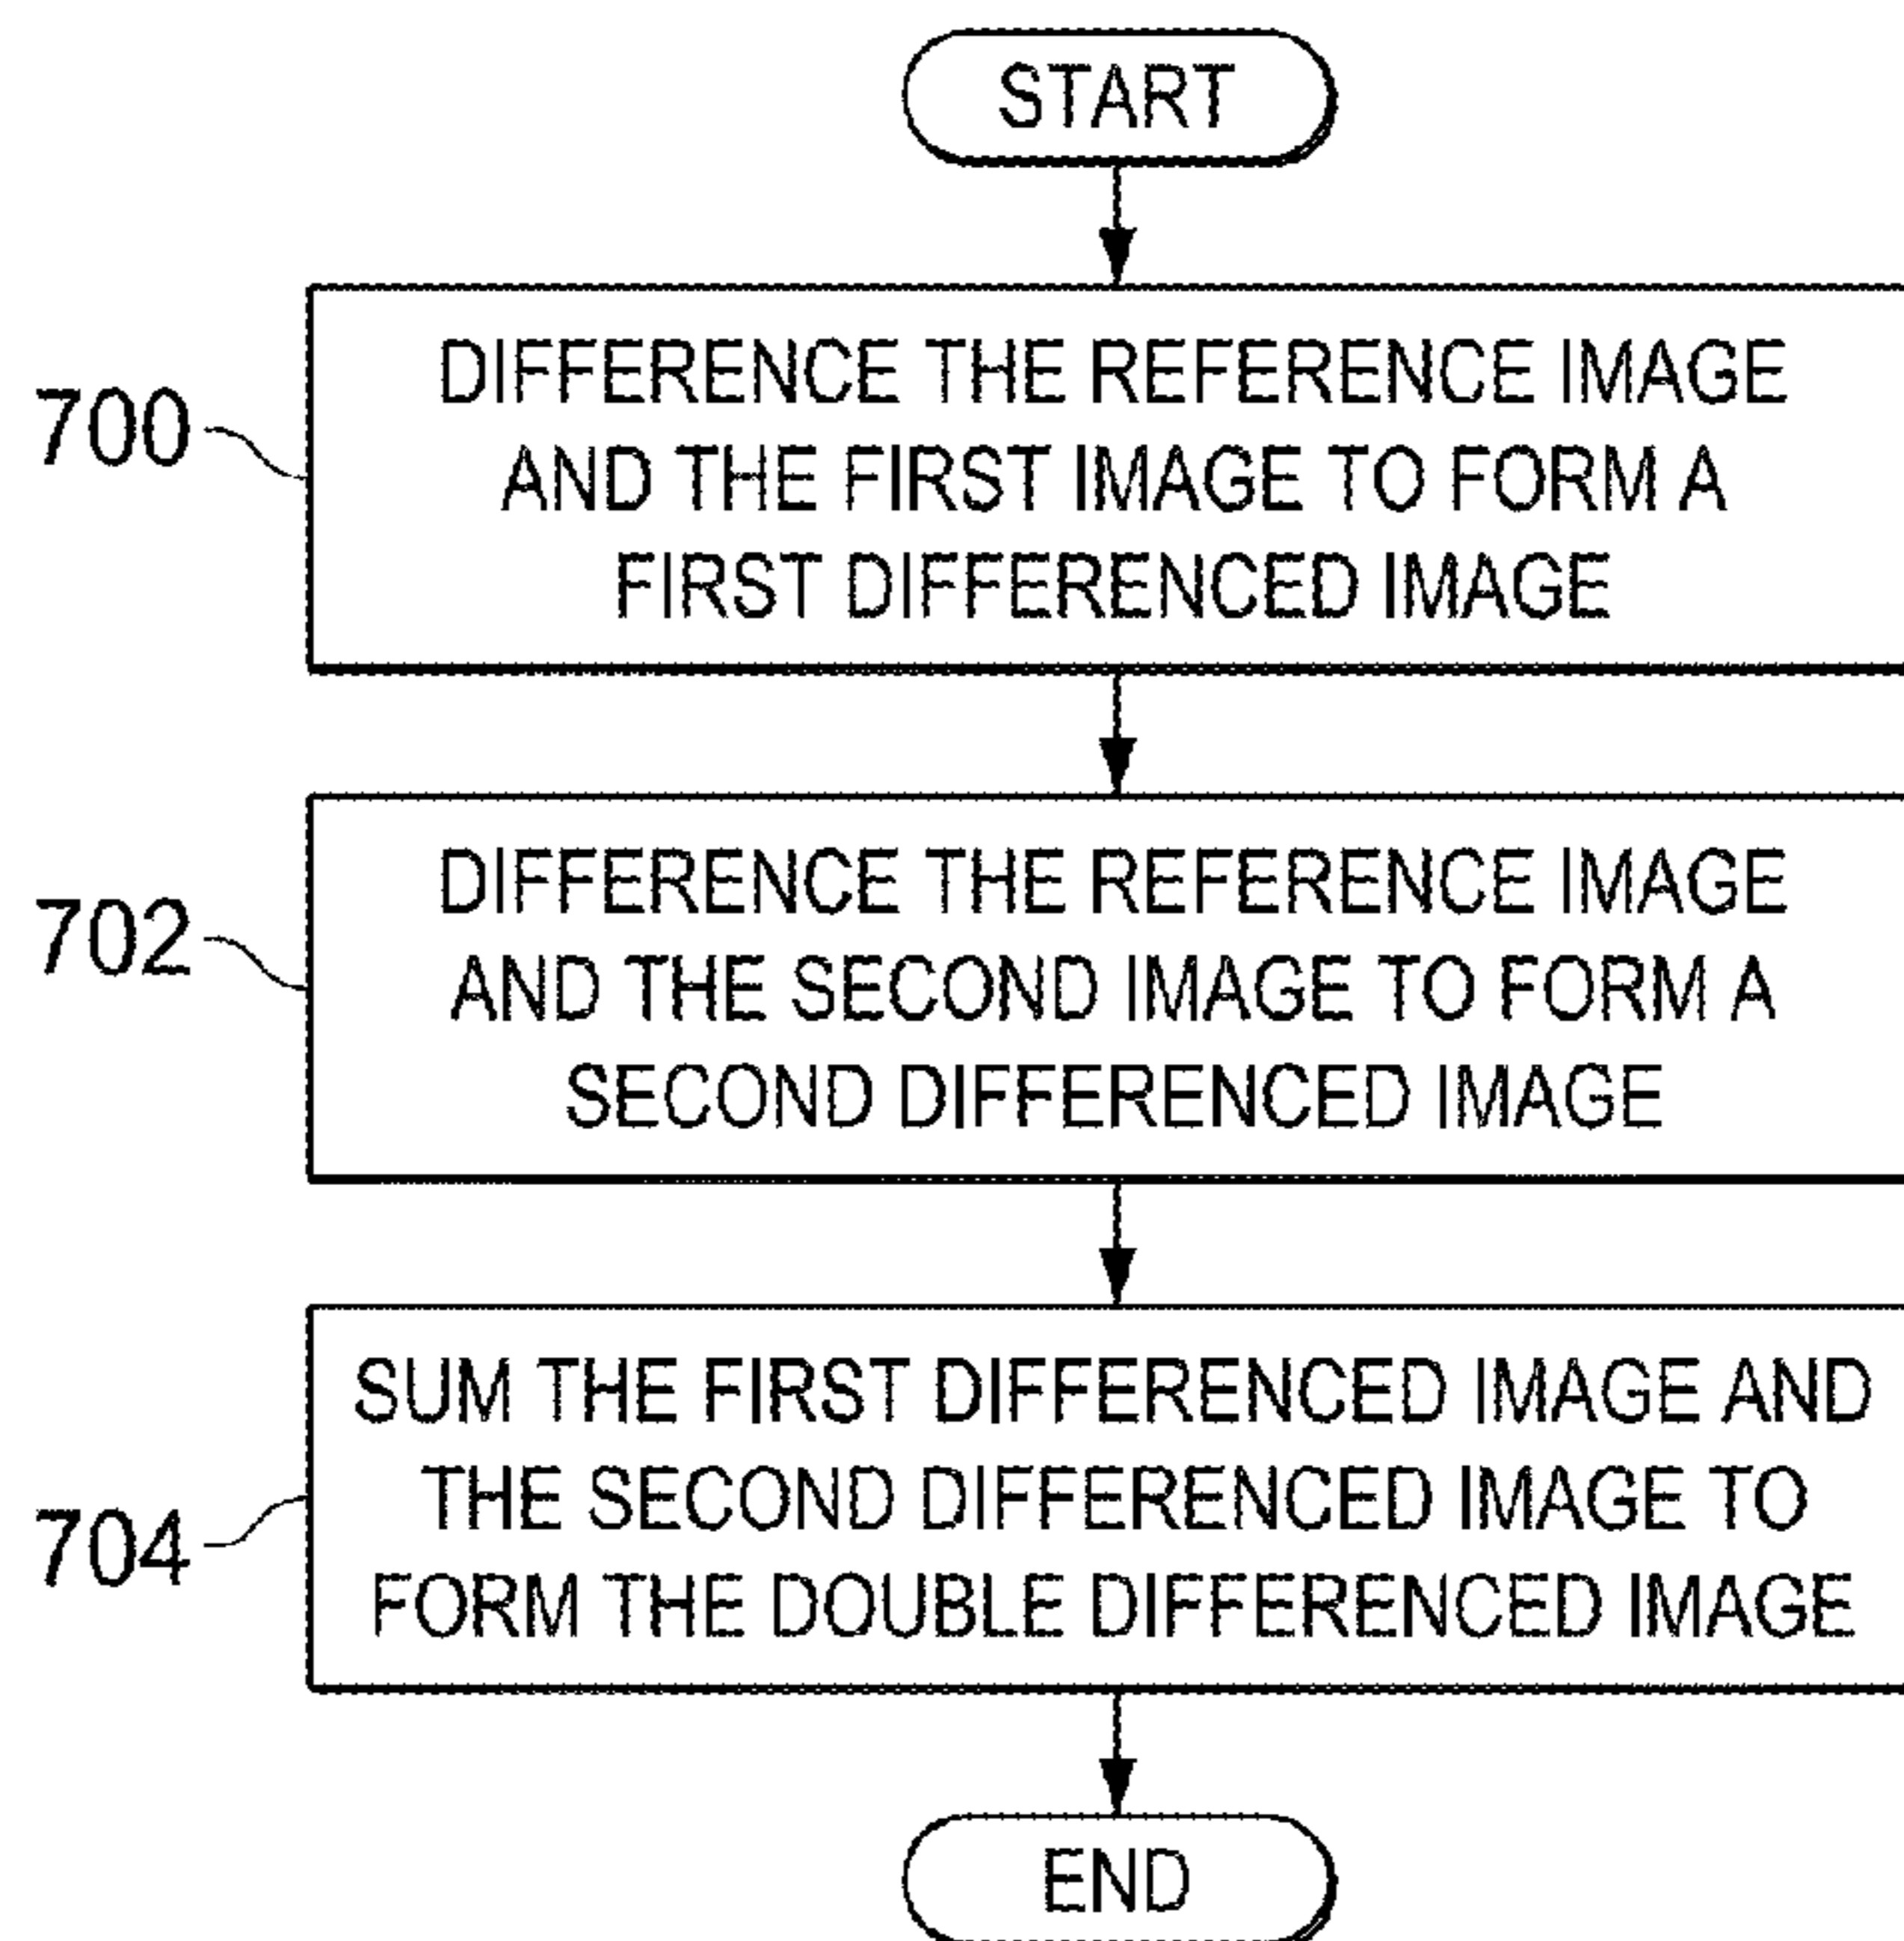 START
700
DIFFERENCE THE REFERENCE IMAGE
AND THE FIRST IMAGE TO FORM A
FIRST DIFFERENCED IMAGE
702
DIFFERENCE THE REFERENCE IMAGE
AND THE SECOND IMAGE TO FORM A
SECOND DIFFERENCED IMAGE
704
SUM THE FIRST DIFFERENCED IMAGE AND
THE SECOND DIFFERENCED IMAGE TO
FORM THE DOUBLE DIFFERENCED IMAGE
END